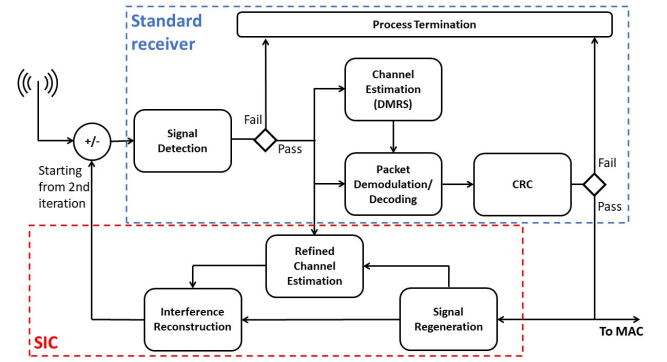 Standard
receiver
Process Termination
Channel
Estimation
(DMRS)
Fail
+/-
Signal
Detection
Pass
Starting
from 2nd
iteration
Packet
Demodulation/
Decoding
CRC
Fail
Pass
Refined
Channel
Estimation
Interference
Reconstruction
Signal
Regeneration
To MAC
SIC